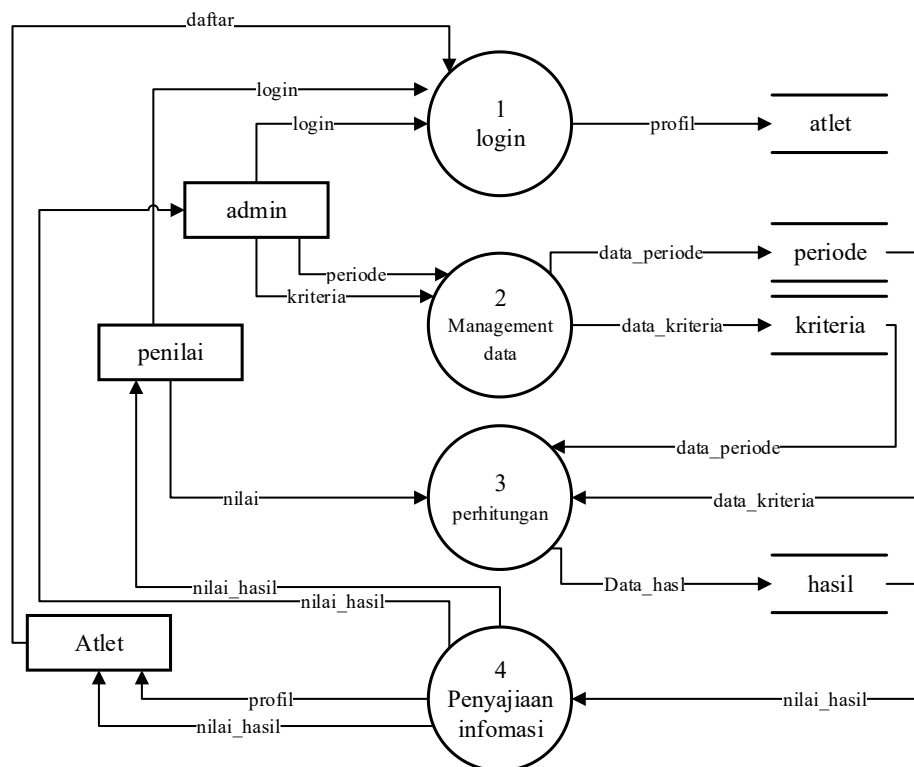 daftar
login
login
1
login
profil
atlet
admin
periode
kriteria
2
Management
data
data_periode
periode
data_kriteria
kriteria
penilai
data_periode
nilai
3
perhitungan
data_kriteria
nilai_hasil
nilai_hasil
Data_hasl
hasil
Atlet
4
Penyajiaan
infomasi
profil
nilai_hasil
nilai_hasil